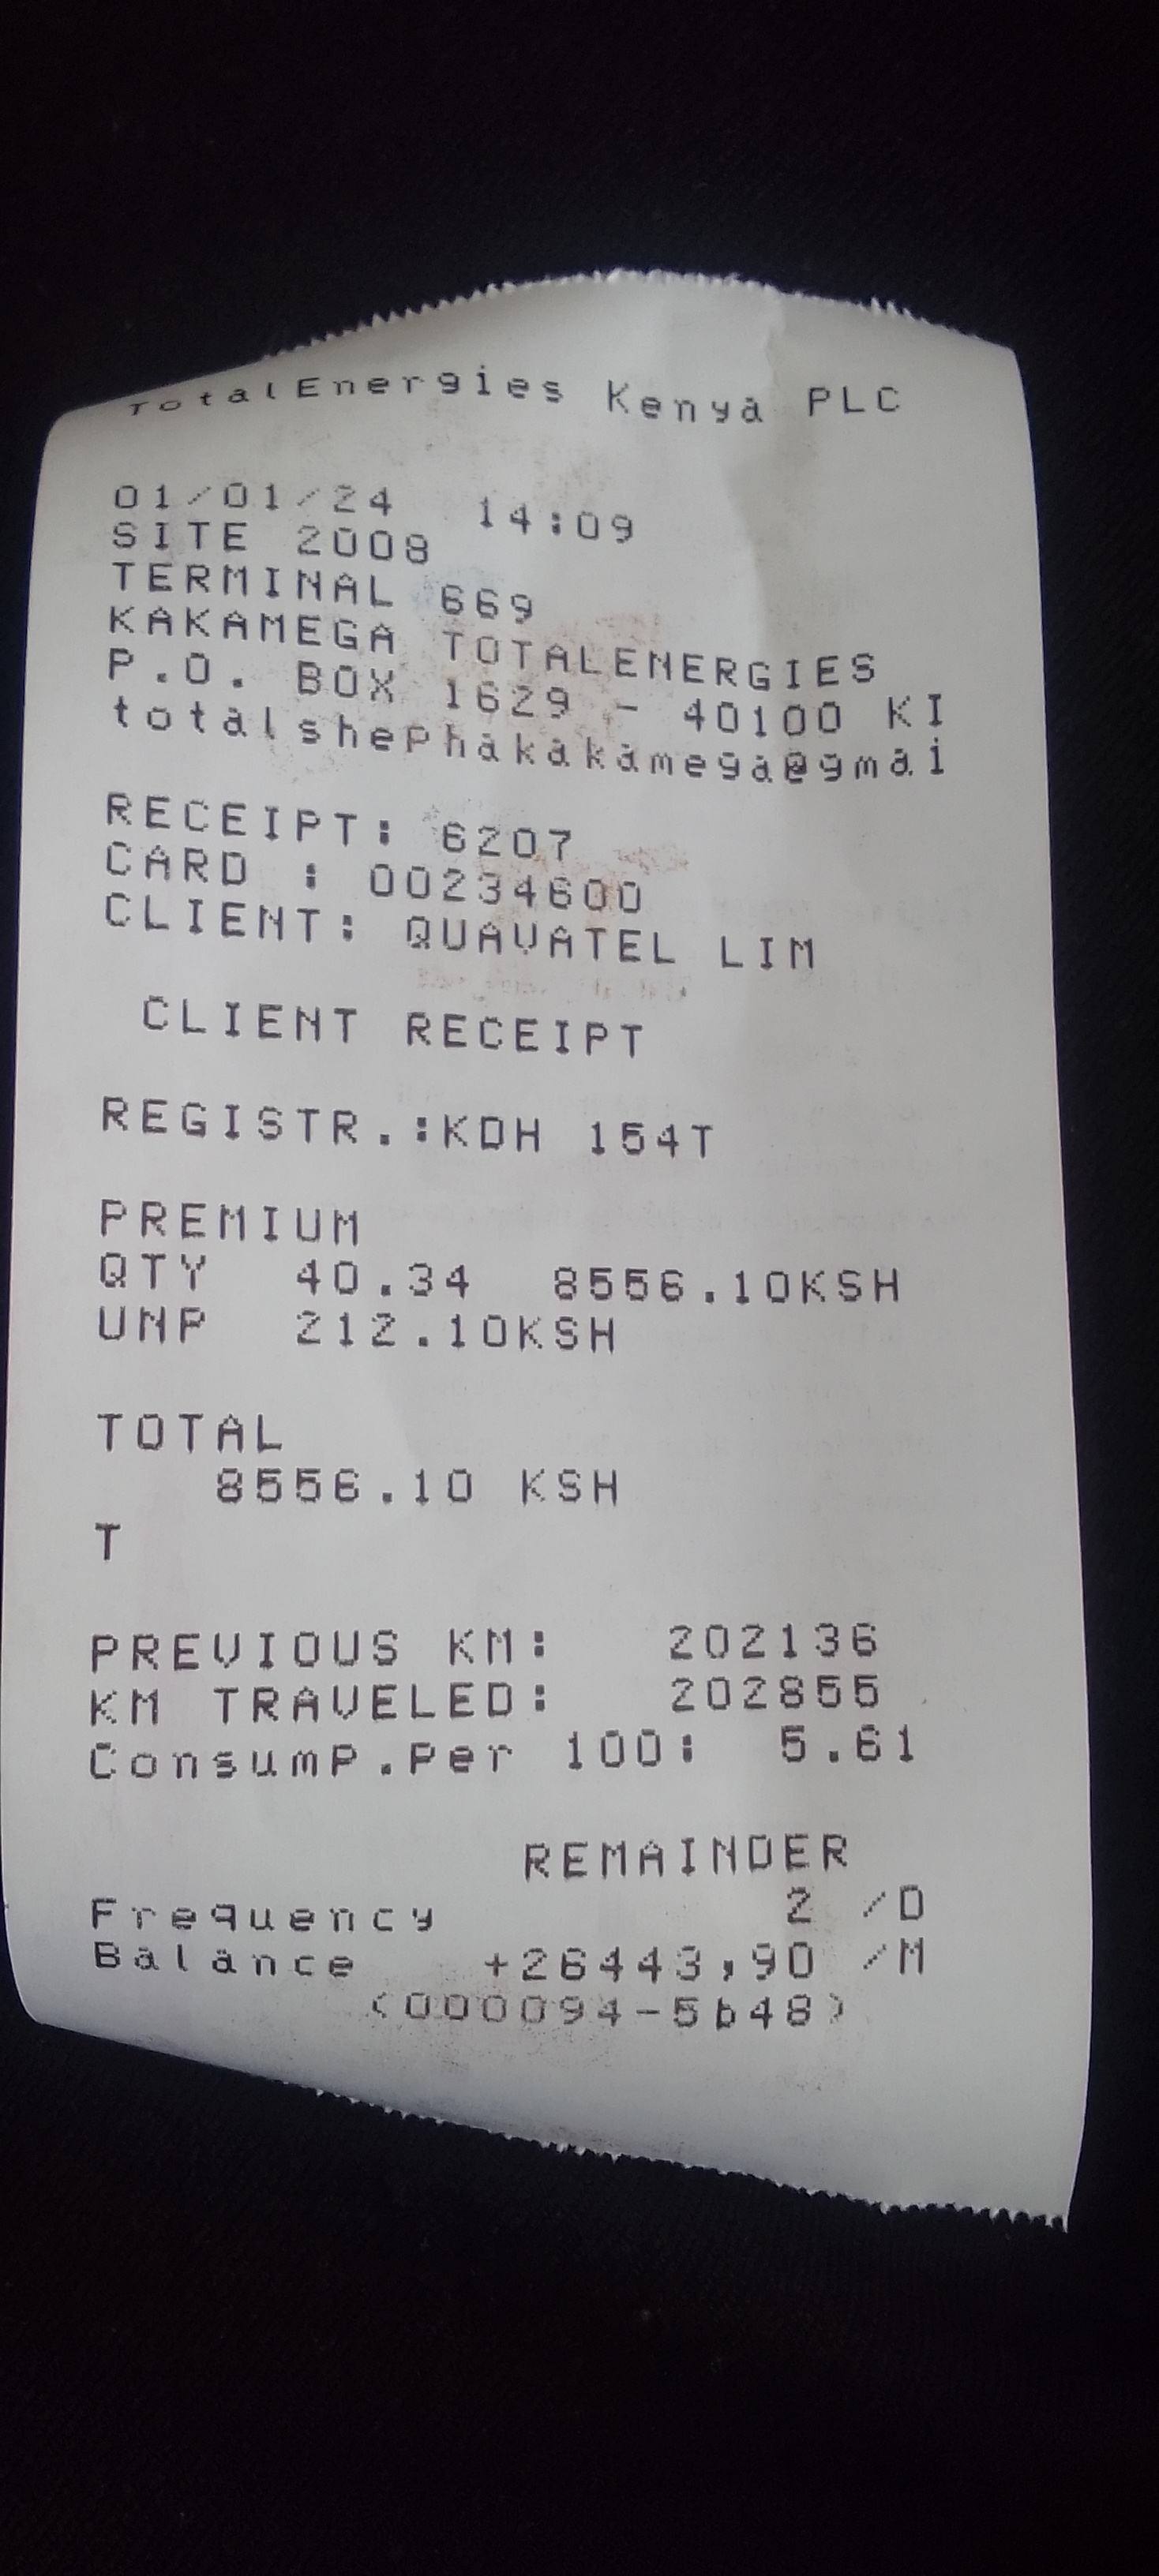 TotalEnergies Kenya PLC
01/01/24 14:09
SITE 2008
TERMINAL 669
KAKAMEGA TOTALENERGIES
P.O. BOX 1629 - 40100 KI
totalshephakakamega@gmai
RECEIPT: 6207
CARD : 00234600
CLIENT: QUAVATEL LIM
CLIENT RECEIPT
REGISTR.:KDH 154T
PREMIUM
QTY 40.34 8556.10KSH
UNP 212.10KSH
TOTAL
8556.10 KSH
T
PREVIOUS KM: 202136
KM TRAVELED: 202855
Consump.Per 100: 5.61
REMAINDER
Frequency 2 /D
Balance +26443,90 /M
(000094-5b48)